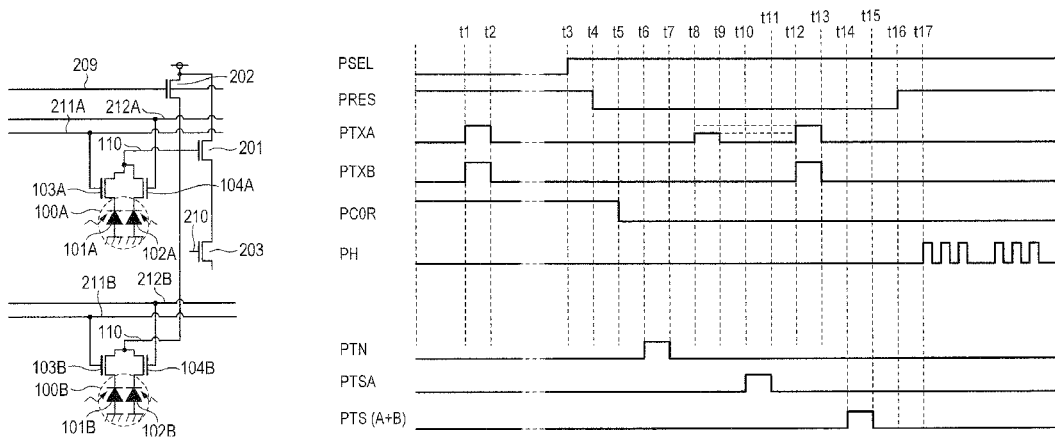 209
202
211A
212A
110
201
103A
104A
100A
210
203
101A
102A
211B
212B
110
103B
104B
100B
101B
102B
t1 t2 t3 t4 t5 t6 t7 t8 t9 t10 t11 t12 t13 t14 t15 t16 t17
PSEL
PRES
PTXA
PTXB
PC0R
PH
PTN
PTSA
PTS (A+B)